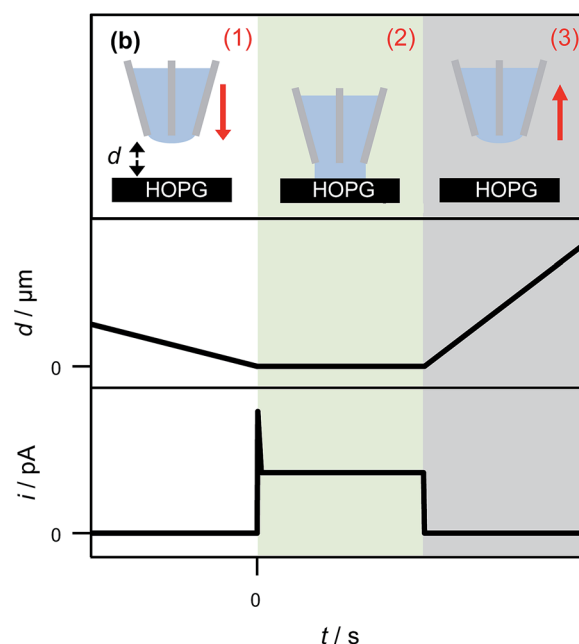 (b) (1) (2) (3)
d
HOPG HOPG HOPG
d / µm
0
i / pA
0
0
t / s